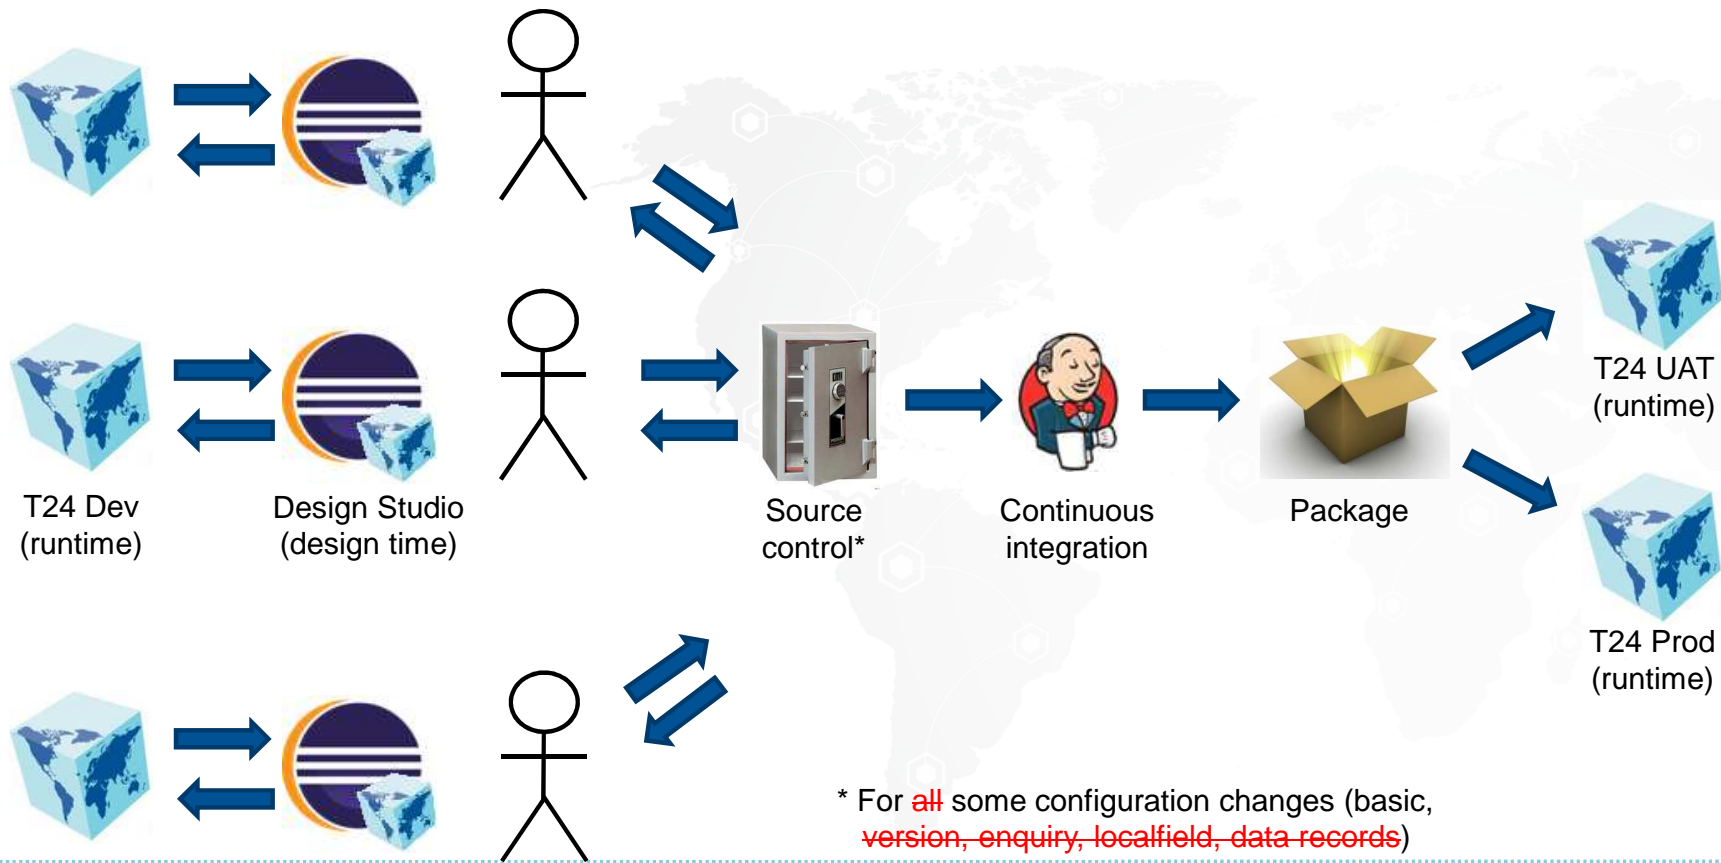 T24 Dev
(runtime)
Design Studio
(design time)
Source
control*
Continuous
integration
Package
T24 UAT
(runtime)
T24 Prod
(runtime)
* For all some configuration changes (basic,
version, enquiry, localfield, data records)